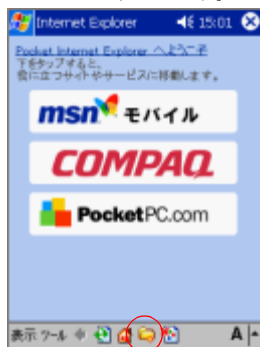 Internet Explorer 15:01
Pocket Internet Explorer へようこそ
下をタップすると、
役に立つサイトやサービスに移動します。
msn モバイル
COMPAQ
PocketPC.com
表示 ツール A